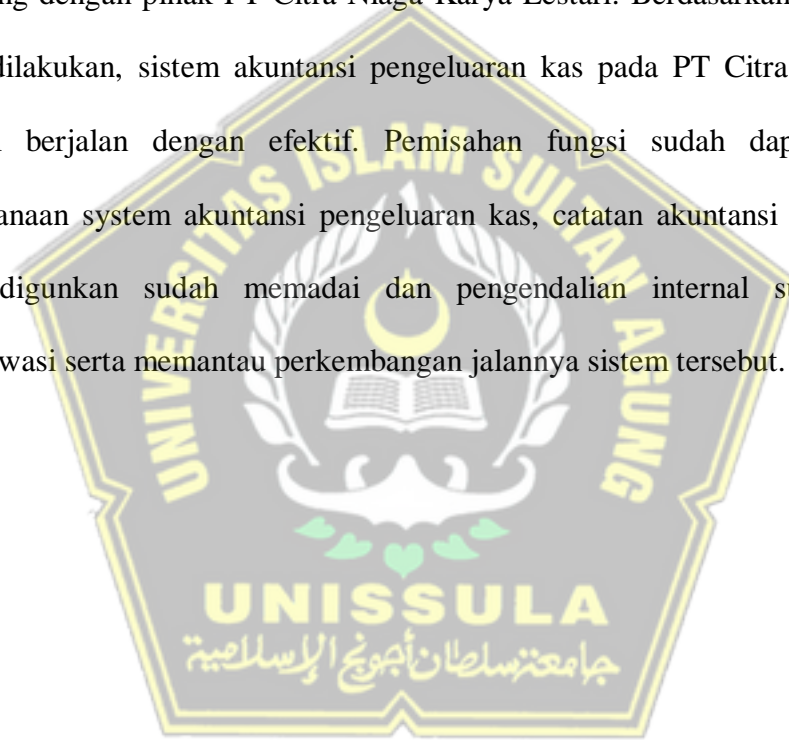 ng dengan pihak PT Citra Niaga Karya Lestari. Berdasarkan
dilakukan, sistem akuntansi pengeluaran kas pada PT Citra
berjalan dengan efektif. Pemisahan fungsi sudah dap
anaan system akuntansi pengeluaran kas, catatan akuntansi
digunkan sudah memadai dan pengendalian internal su
wasi serta memantau perkembangan jalannya sistem tersebut.
UNIVERSITAS ISLAM SULTAN AGUNG
UNISSULA
جامعة سلطان أجونج الإسلامية